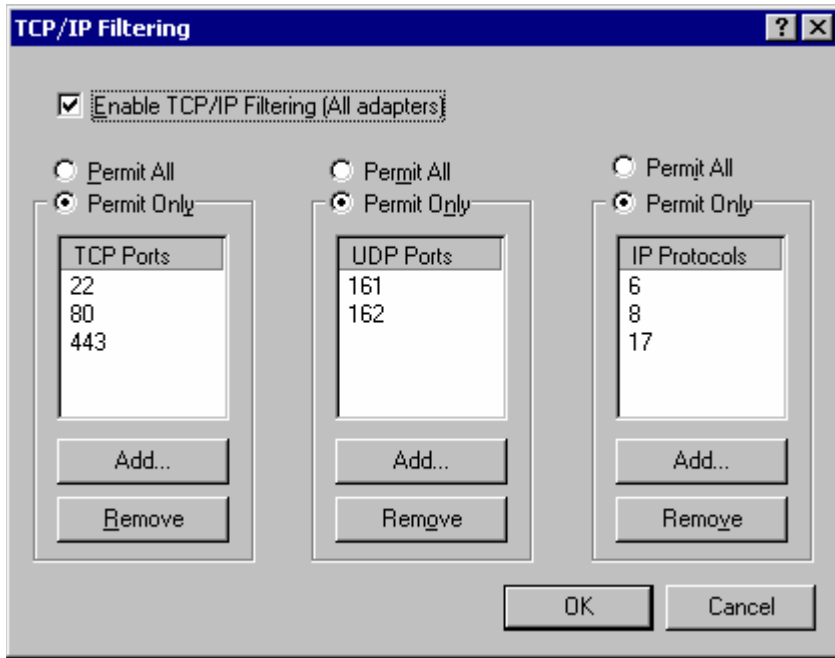 TCP/IP Filtering
Enable TCP/IP Filtering (All adapters)
Permit All
Permit Only
TCP Ports
22
80
443
Add...
Remove
Permit All
Permit Only
UDP Ports
161
162
Add...
Remove
Permit All
Permit Only
IP Protocols
6
8
17
Add...
Remove
OK
Cancel